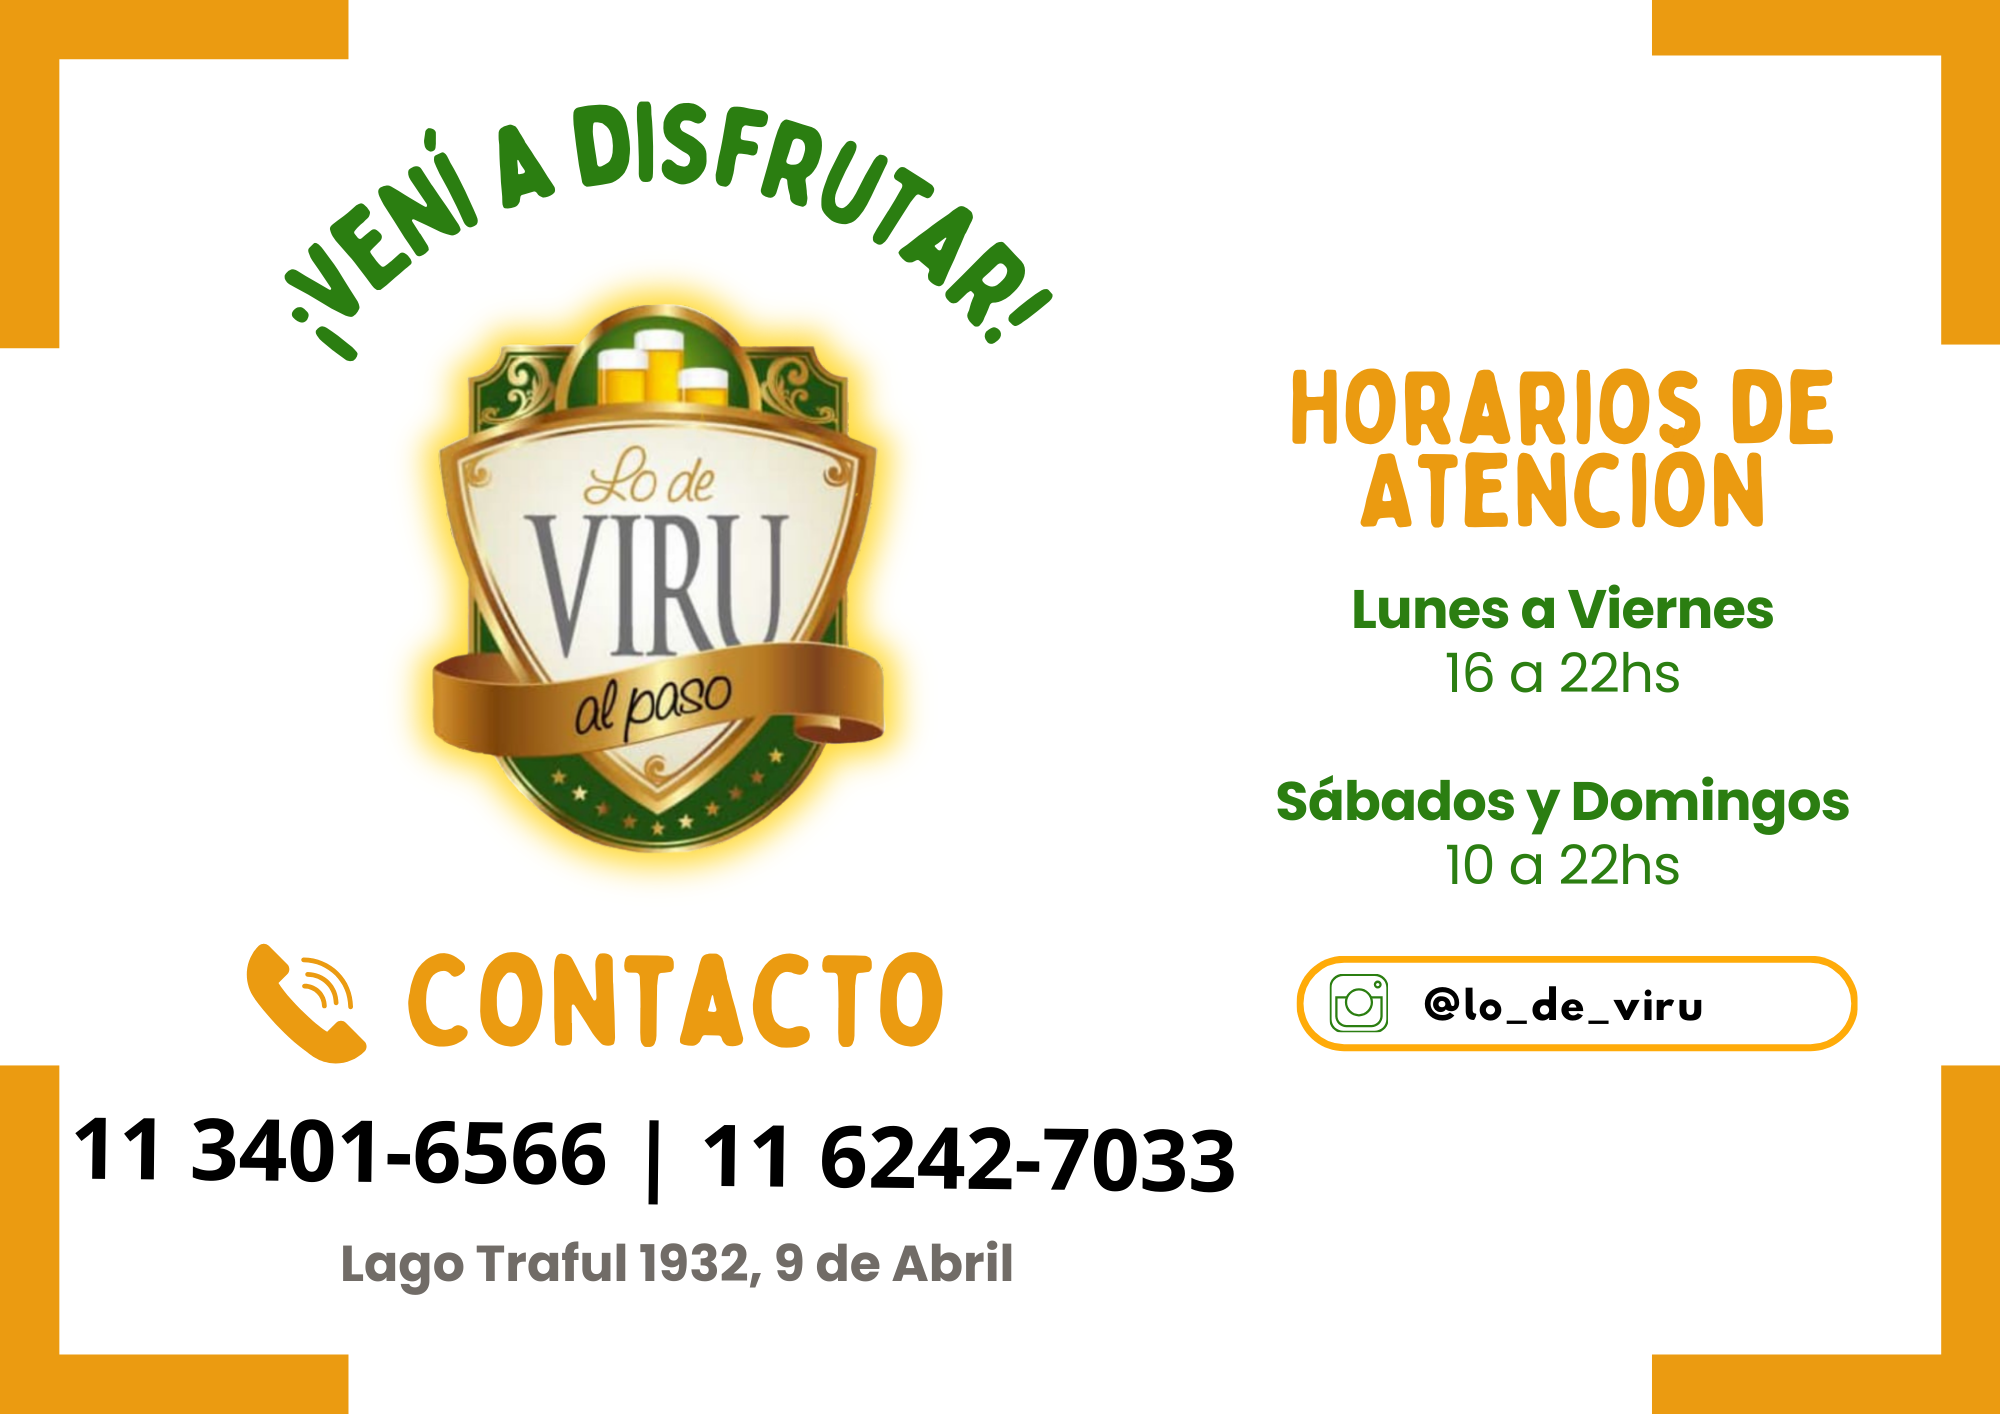 ¡VENÍ A DISFRUTAR!
Lo de
VIRU
al paso
HORARIOS DE
ATENCIÓN
Lunes a Viernes
16 a 22hs
Sábados y Domingos
10 a 22hs
@lo_de_viru
CONTACTO
11 3401-6566 | 11 6242-7033
Lago Traful 1932, 9 de Abril